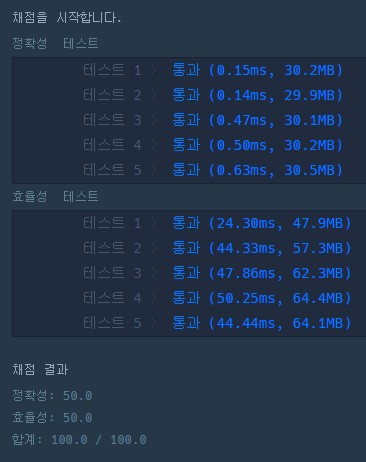 채점을 시작합니다.
정확성 테스트
테스트 1 〉 통과 (0.15ms, 30.2MB)
테스트 2 〉 통과 (0.14ms, 29.9MB)
테스트 3 〉 통과 (0.47ms, 30.1MB)
테스트 4 〉 통과 (0.50ms, 30.2MB)
테스트 5 〉 통과 (0.63ms, 30.5MB)
효율성 테스트
테스트 1 〉 통과 (24.30ms, 47.9MB)
테스트 2 〉 통과 (44.33ms, 57.3MB)
테스트 3 〉 통과 (47.86ms, 62.3MB)
테스트 4 〉 통과 (50.25ms, 64.4MB)
테스트 5 〉 통과 (44.44ms, 64.1MB)
채점 결과
정확성: 50.0
효율성: 50.0
합계: 100.0 / 100.0